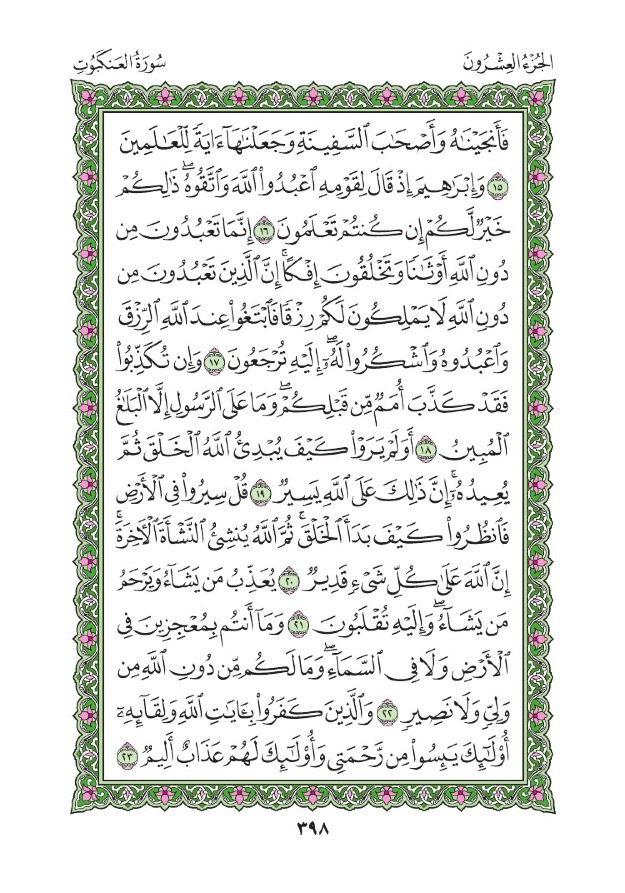 الجُزْءُ العِشْرُونَ
سُورَةُ العَنكَبُوتِ
فَأَنجَيْنَٰهُ وَأَصْحَٰبَ ٱلسَّفِينَةِ وَجَعَلْنَٰهَآ ءَايَةً لِّلْعَٰلَمِينَ
١٥ وَإِبْرَٰهِيمَ إِذْ قَالَ لِقَوْمِهِ ٱعْبُدُوا۟ ٱللَّهَ وَٱتَّقُوهُ ۖ ذَٰلِكُمْ
خَيْرٌ لَّكُمْ إِن كُنتُمْ تَعْلَمُونَ ١٦ إِنَّمَا تَعْبُدُونَ مِن
دُونِ ٱللَّهِ أَوْثَٰنًا وَتَخْلُقُونَ إِفْكًا ۚ إِنَّ ٱلَّذِينَ تَعْبُدُونَ مِن
دُونِ ٱللَّهِ لَا يَمْلِكُونَ لَكُمْ رِزْقًا فَٱبْتَغُوا۟ عِندَ ٱللَّهِ ٱلرِّزْقَ
وَٱعْبُدُوهُ وَٱشْكُرُوا۟ لَهُۥٓ ۖ إِلَيْهِ تُرْجَعُونَ ١٧ وَإِن تُكَذِّبُوا۟
فَقَدْ كَذَّبَ أُمَمٌ مِّن قَبْلِكُمْ ۖ وَمَا عَلَى ٱلرَّسُولِ إِلَّا ٱلْبَلَٰغُ
ٱلْمُبِينُ ١٨ أَوَلَمْ يَرَوْا۟ كَيْفَ يُبْدِئُ ٱللَّهُ ٱلْخَلْقَ ثُمَّ
يُعِيدُهُۥٓ ۚ إِنَّ ذَٰلِكَ عَلَى ٱللَّهِ يَسِيرٌ ١٩ قُلْ سِيرُوا۟ فِى ٱلْأَرْضِ
فَٱنظُرُوا۟ كَيْفَ بَدَأَ ٱلْخَلْقَ ۚ ثُمَّ ٱللَّهُ يُنشِئُ ٱلنَّشْأَةَ ٱلْءَاخِرَةَ ۚ
إِنَّ ٱللَّهَ عَلَىٰ كُلِّ شَىْءٍ قَدِيرٌ ٢٠ يُعَذِّبُ مَن يَشَآءُ وَيَرْحَمُ
مَن يَشَآءُ ۖ وَإِلَيْهِ تُقْلَبُونَ ٢١ وَمَآ أَنتُم بِمُعْجِزِينَ فِى
ٱلْأَرْضِ وَلَا فِى ٱلسَّمَآءِ ۖ وَمَا لَكُم مِّن دُونِ ٱللَّهِ مِن
وَلِىٍّ وَلَا نَصِيرٍ ٢٢ وَٱلَّذِينَ كَفَرُوا۟ بِـَٔايَٰتِ ٱللَّهِ وَلِقَآئِهِۦٓ
أُو۟لَٰٓئِكَ يَئِسُوا۟ مِن رَّحْمَتِى وَأُو۟لَٰٓئِكَ لَهُمْ عَذَابٌ أَلِيمٌ ٢٣
٣٩٨